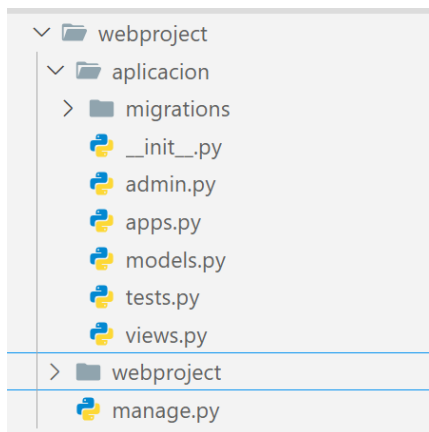 webproject
aplicacion
migrations
__init__.py
admin.py
apps.py
models.py
tests.py
views.py
webproject
manage.py